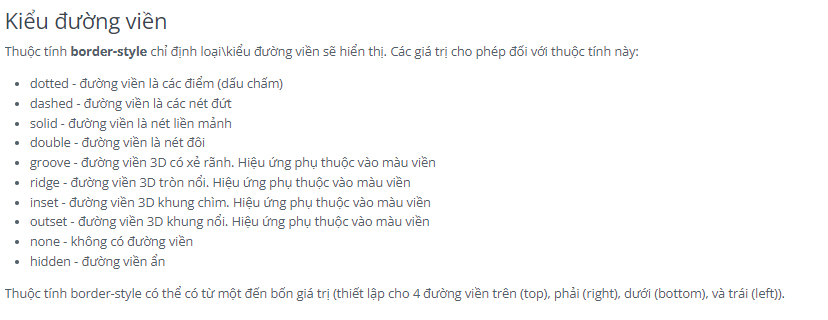 Kiểu đường viền
Thuộc tính border-style chỉ định loại\kiểu đường viền sẽ hiển thị. Các giá trị cho phép đối với thuộc tính này:
• dotted - đường viền là các điểm (dấu chấm)
• dashed - đường viền là các nét đứt
• solid - đường viền là nét liền mảnh
• double - đường viền là nét đôi
• groove - đường viền 3D có xẻ rãnh. Hiệu ứng phụ thuộc vào màu viền
• ridge - đường viền 3D tròn nổi. Hiệu ứng phụ thuộc vào màu viền
• inset - đường viền 3D khung chìm. Hiệu ứng phụ thuộc vào màu viền
• outset - đường viền 3D khung nổi. Hiệu ứng phụ thuộc vào màu viền
• none - không có đường viền
• hidden - đường viền ẩn
Thuộc tính border-style có thể có từ một đến bốn giá trị (thiết lập cho 4 đường viền trên (top), phải (right), dưới (bottom), và trái (left)).